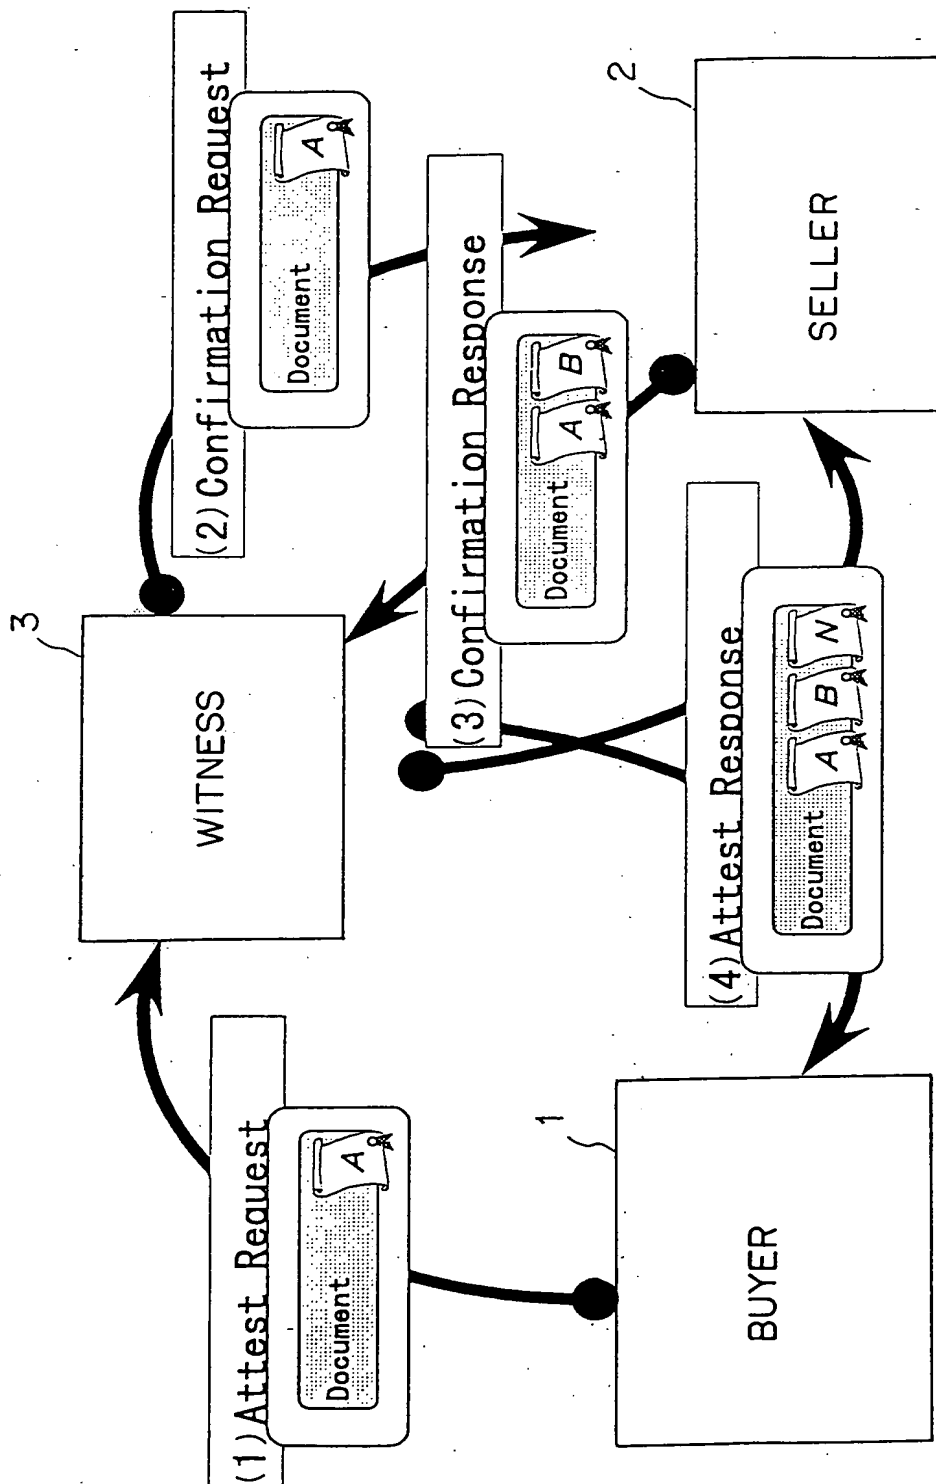 3
WITNESS
(1)Attest Request
Document
A
(2)Confirmation Request
Document
A
(3)Confirmation Response
Document
A
B
(4)Attest Response
Document
A
B
N
1
BUYER
2
SELLER